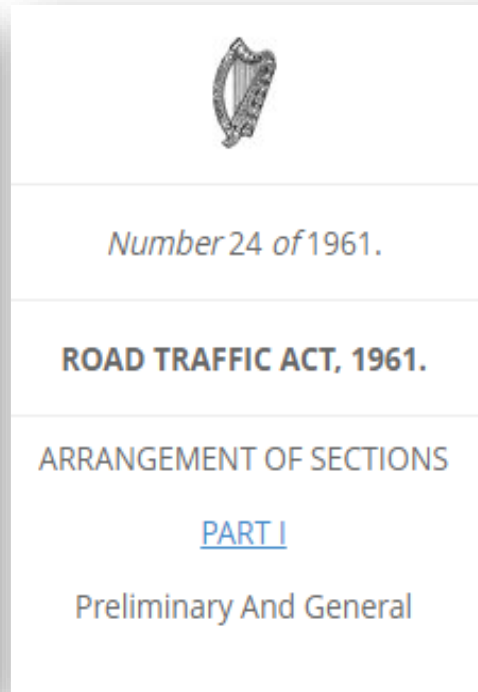 Number 24 of 1961.
ROAD TRAFFIC ACT, 1961.
ARRANGEMENT OF SECTIONS
PART I
Preliminary And General